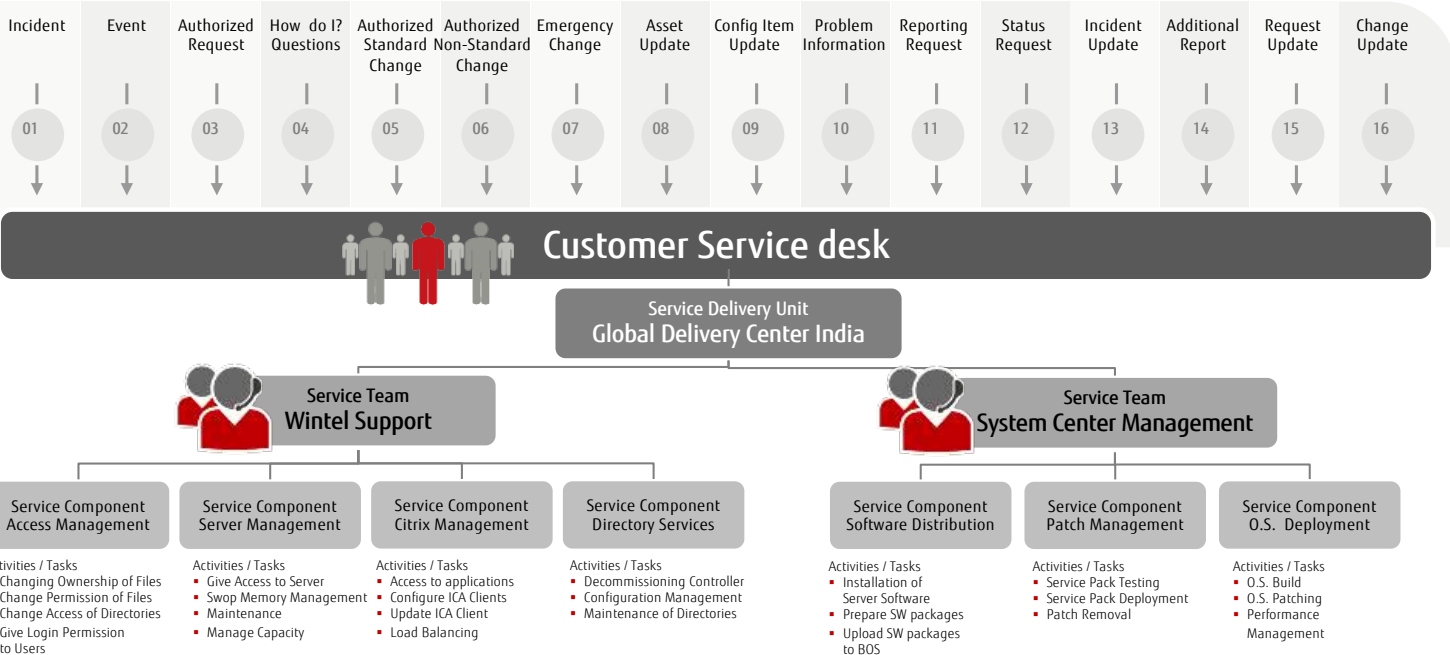 Incident
Event
Authorized
Request
How do I?
Questions
Authorized
Standard
Change
Authorized
Non-Standard
Change
Emergency
Change
Asset
Update
Config Item
Update
Problem
Information
Reporting
Request
Status
Request
Incident
Update
Additional
Report
Request
Update
Change
Update
01
02
03
04
05
06
07
08
09
10
11
12
13
14
15
16
Customer Service desk
Service Delivery Unit
Global Delivery Center India
Service Team
Wintel Support
Service Team
System Center Management
Service Component
Access Management
Service Component
Server Management
Service Component
Citrix Management
Service Component
Directory Services
Service Component
Software Distribution
Service Component
Patch Management
Service Component
O.S. Deployment
tivities / Tasks
Changing Ownership of Files
Change Permission of Files
Change Access of Directories
Give Login Permission
to Users
Activities / Tasks
▪ Give Access to Server
▪ Swop Memory Management
▪ Maintenance
▪ Manage Capacity
Activities / Tasks
▪ Access to applications
▪ Configure ICA Clients
▪ Update ICA Client
▪ Load Balancing
Activities / Tasks
▪ Decommissioning Controller
▪ Configuration Management
▪ Maintenance of Directories
Activities / Tasks
▪ Installation of
Server Software
▪ Prepare SW packages
▪ Upload SW packages
to BOS
Activities / Tasks
▪ Service Pack Testing
▪ Service Pack Deployment
▪ Patch Removal
Activities / Tasks
▪ O.S. Build
▪ O.S. Patching
▪ Performance
Management